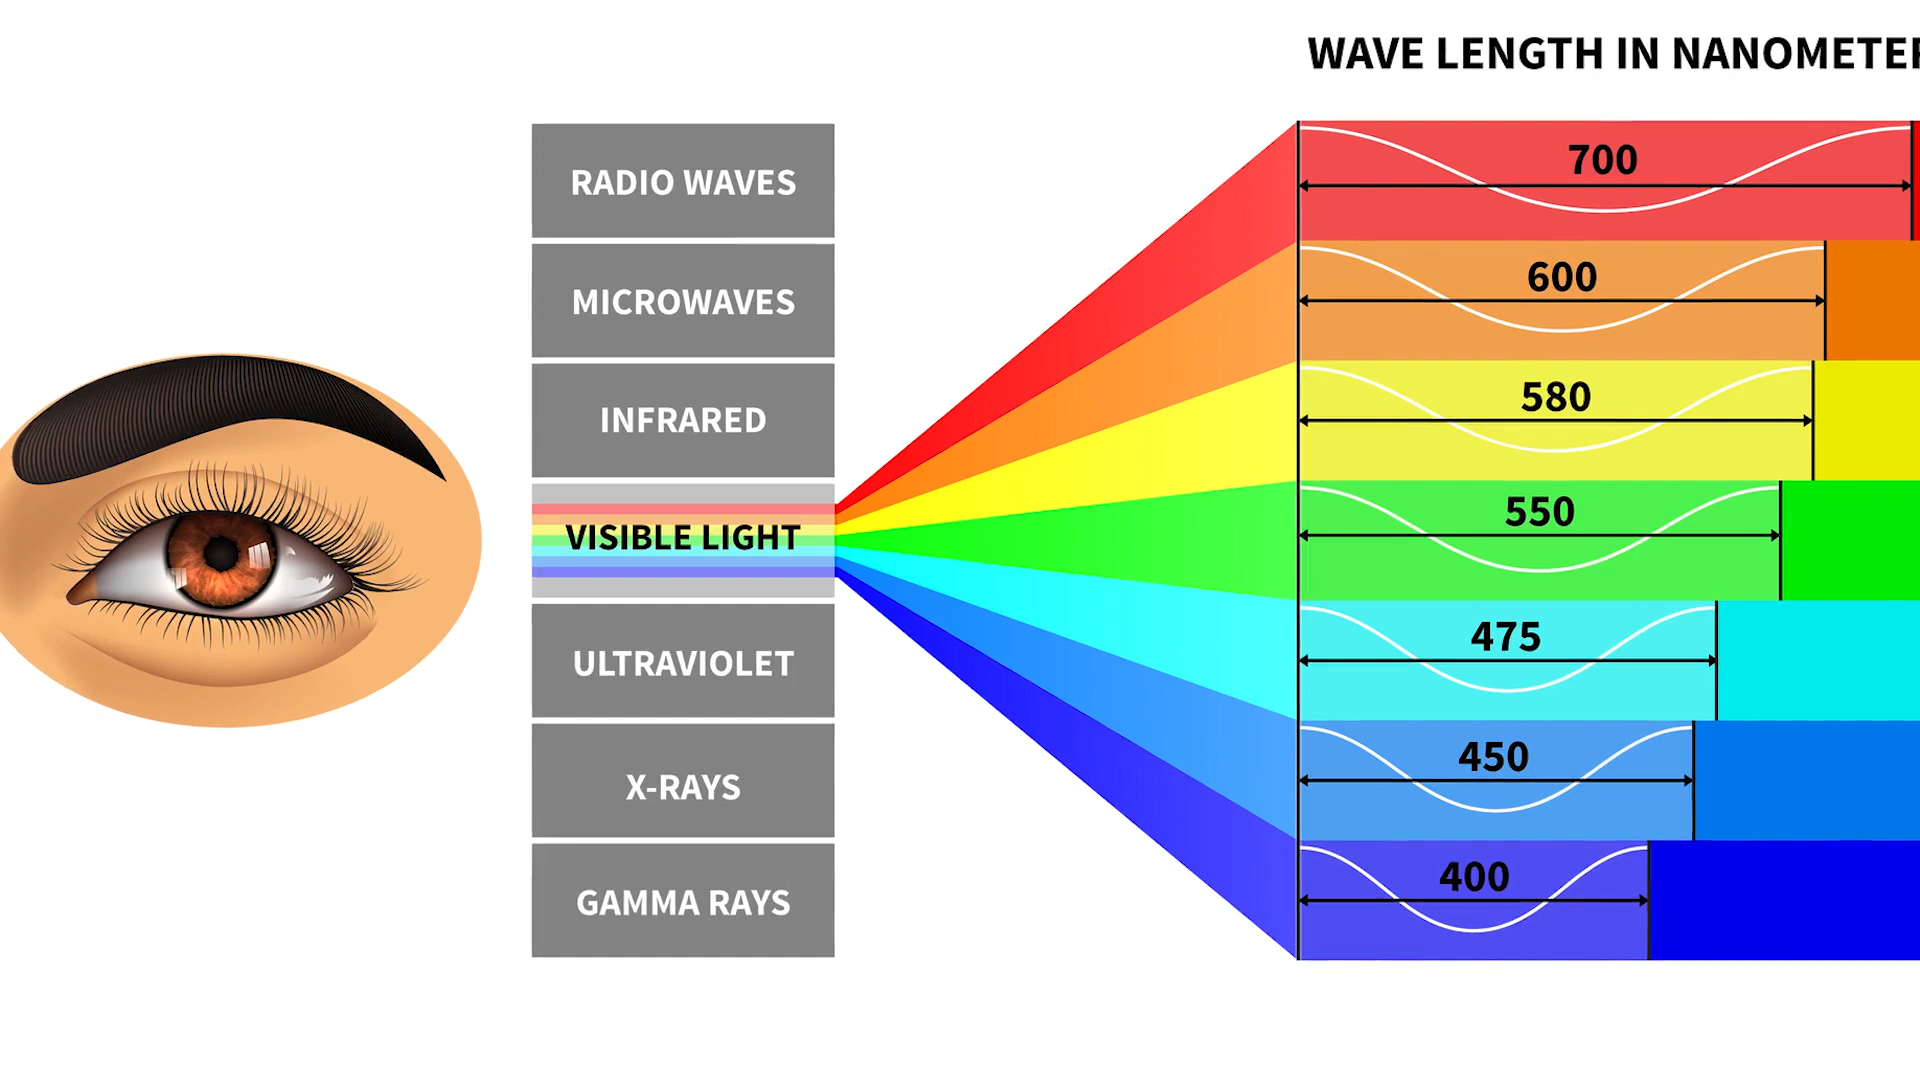 WAVE LENGTH IN NANOMETER
RADIO WAVES
MICROWAVES
INFRARED
VISIBLE LIGHT
ULTRAVIOLET
X-RAYS
GAMMA RAYS
700
600
580
550
475
450
400